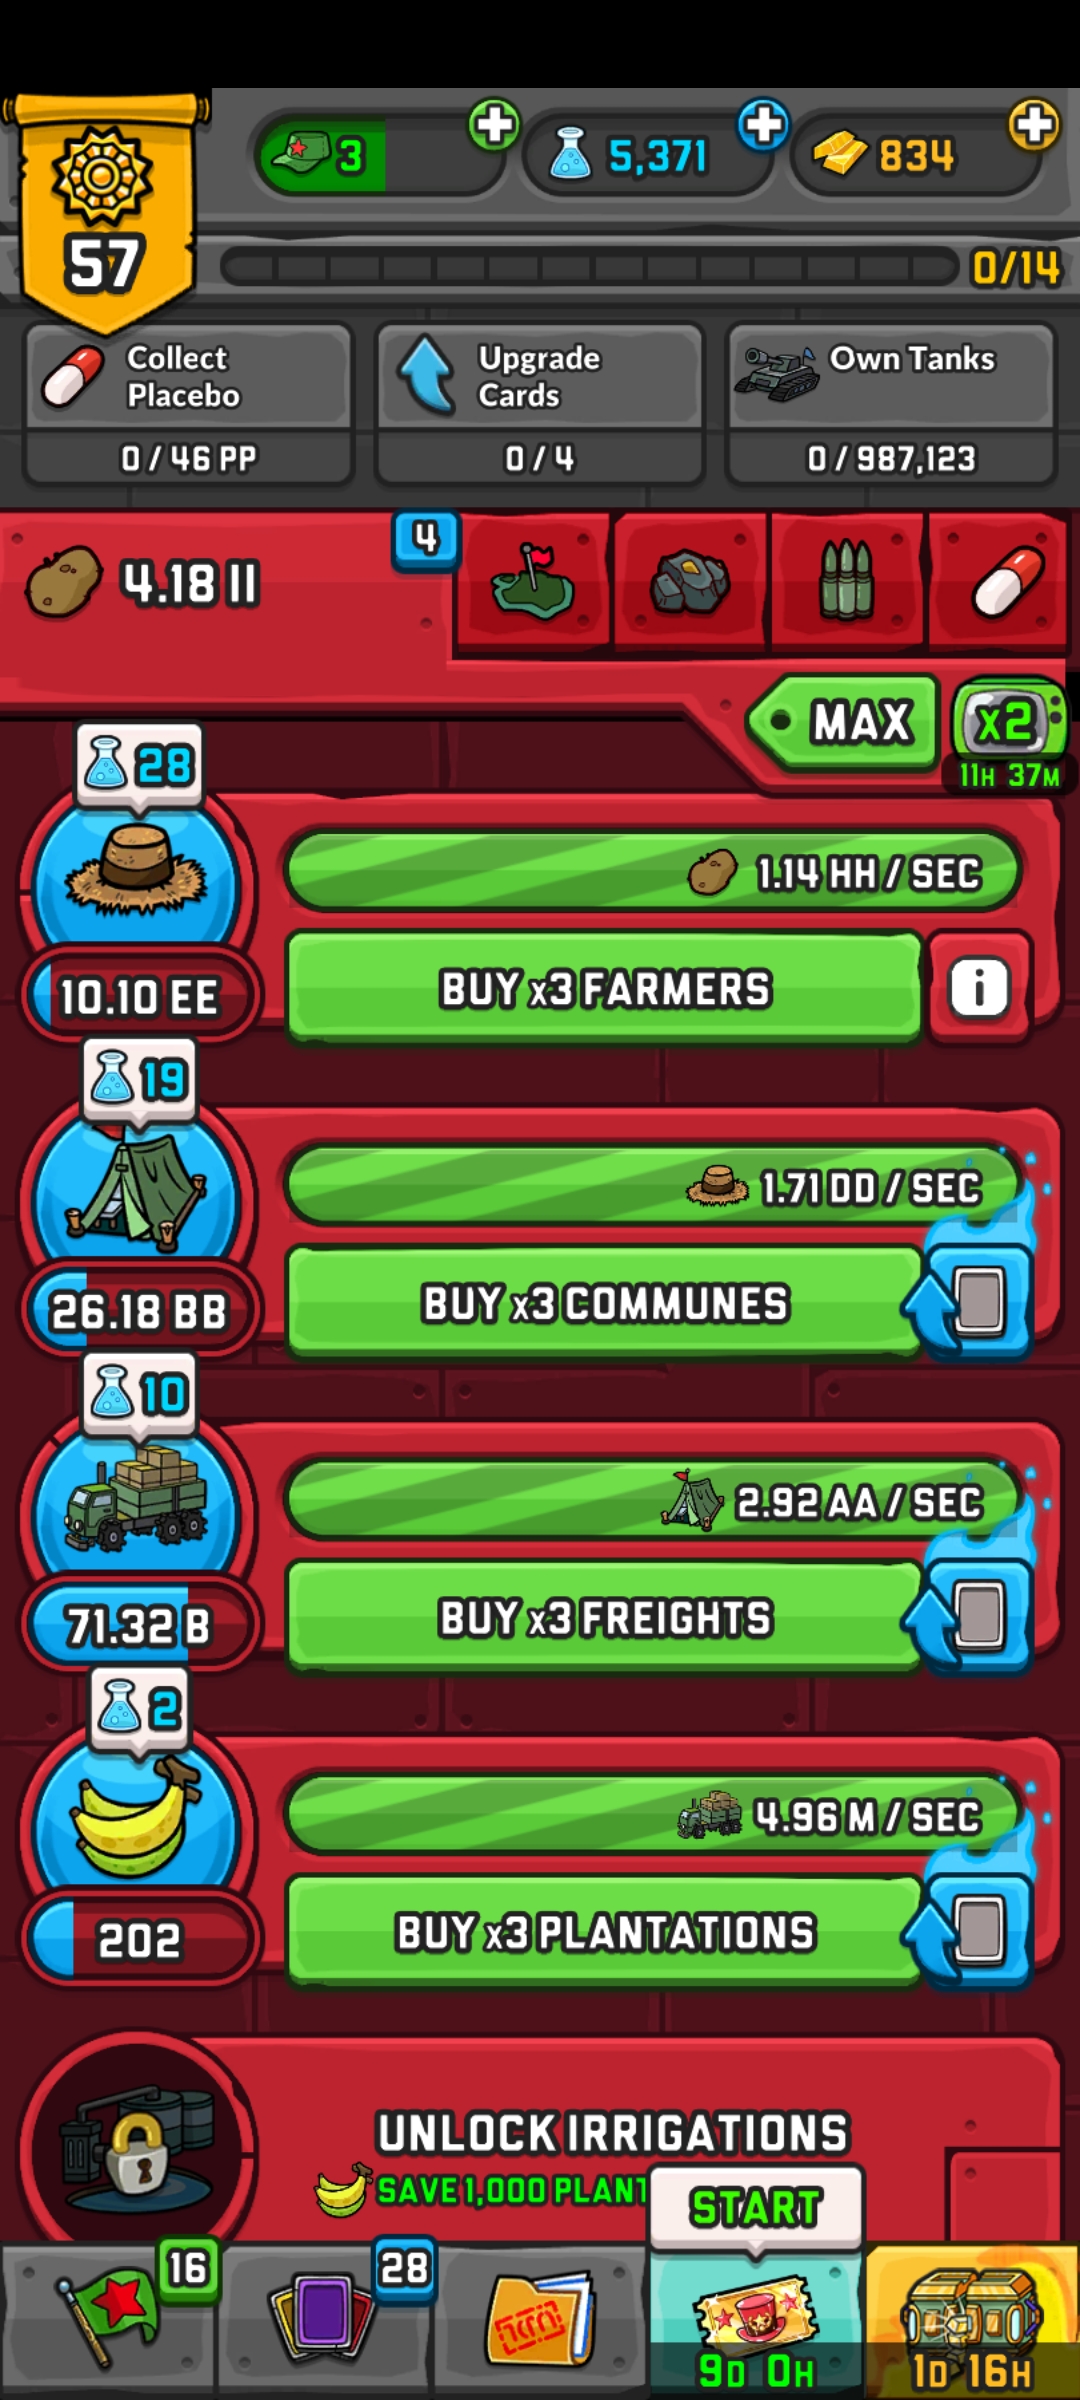 3
5,371
834
57
0/14
Collect Placebo
0 / 46 PP
Upgrade Cards
0 / 4
Own Tanks
0 / 987,123
4.18 II
4
MAX
x2
11H 37M
28
1.14 HH / SEC
10.10 EE
BUY x3 FARMERS
i
19
1.71 DD / SEC
26.18 BB
BUY x3 COMMUNES
10
2.92 AA / SEC
71.32 B
BUY x3 FREIGHTS
2
4.96 M / SEC
202
BUY x3 PLANTATIONS
UNLOCK IRRIGATIONS
SAVE 1,000 PLANT
START
16
28
9D 0H
1D 16H